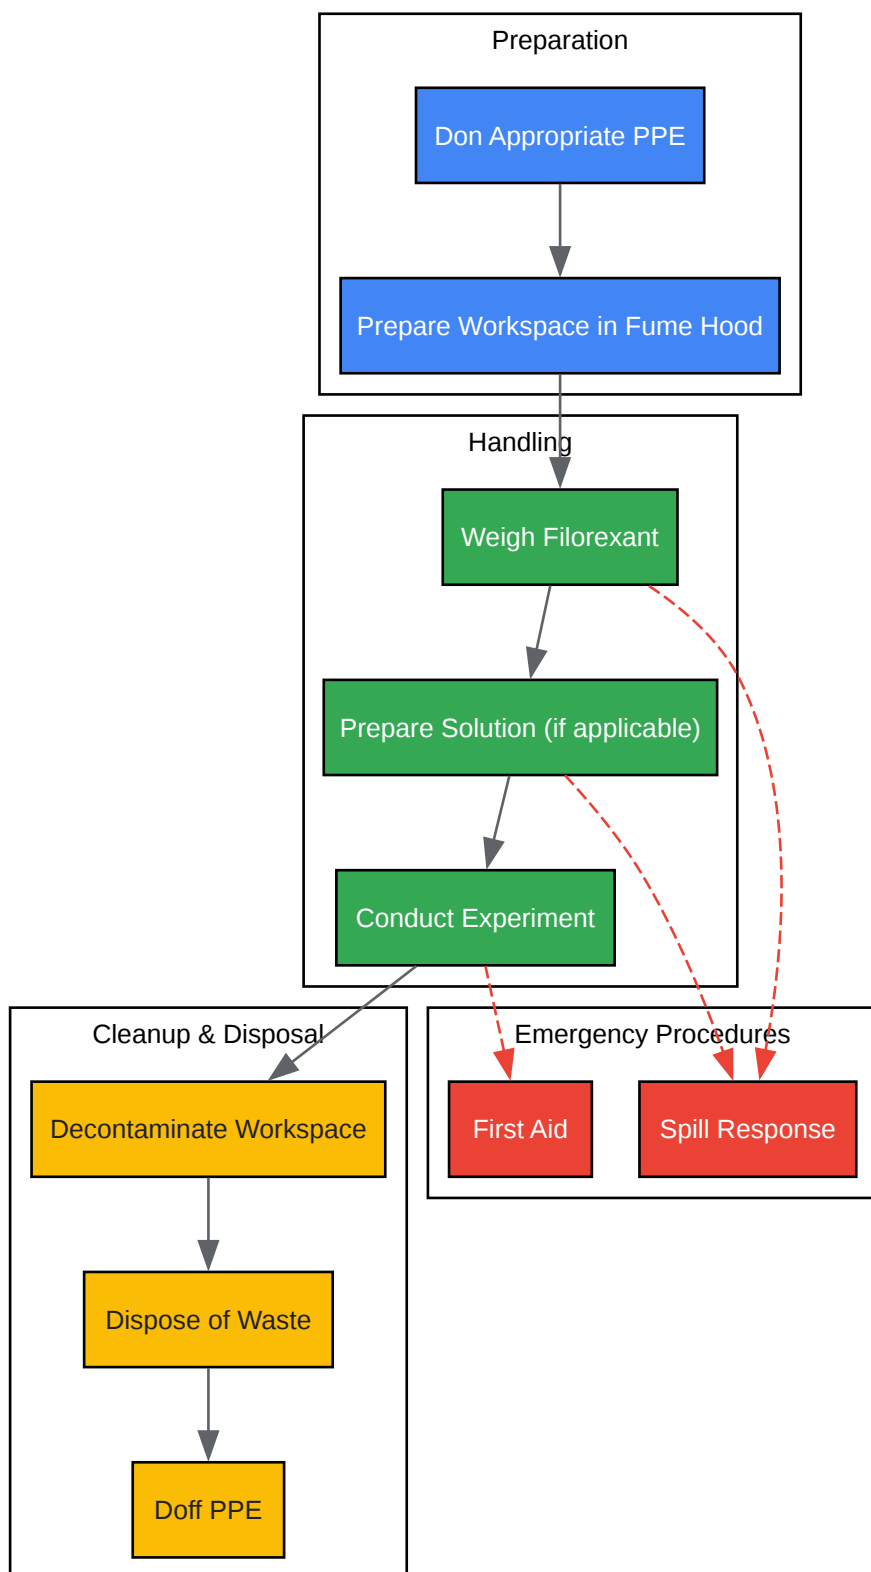 Preparation
Don Appropriate PPE
Prepare Workspace in Fume Hood
Handling
Weigh Filorexant
Prepare Solution (if applicable)
Conduct Experiment
Cleanup & Disposal
Decontaminate Workspace
Dispose of Waste
Doff PPE
Emergency Procedures
First Aid
Spill Response